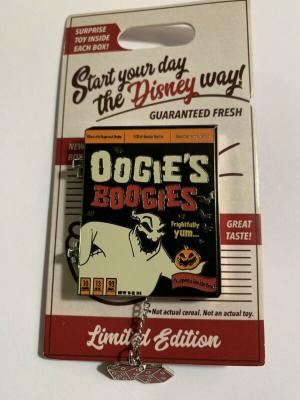 SURPRISE
TOY INSIDE
EACH BOX!
Start your day
the Disney way!
GUARANTEED FRESH
NEW
OOGIE'S
BOOGIES
Frightfully
yum...
GREAT
TASTE!
Not actual cereal. Not an actual toy.
Limited Edition